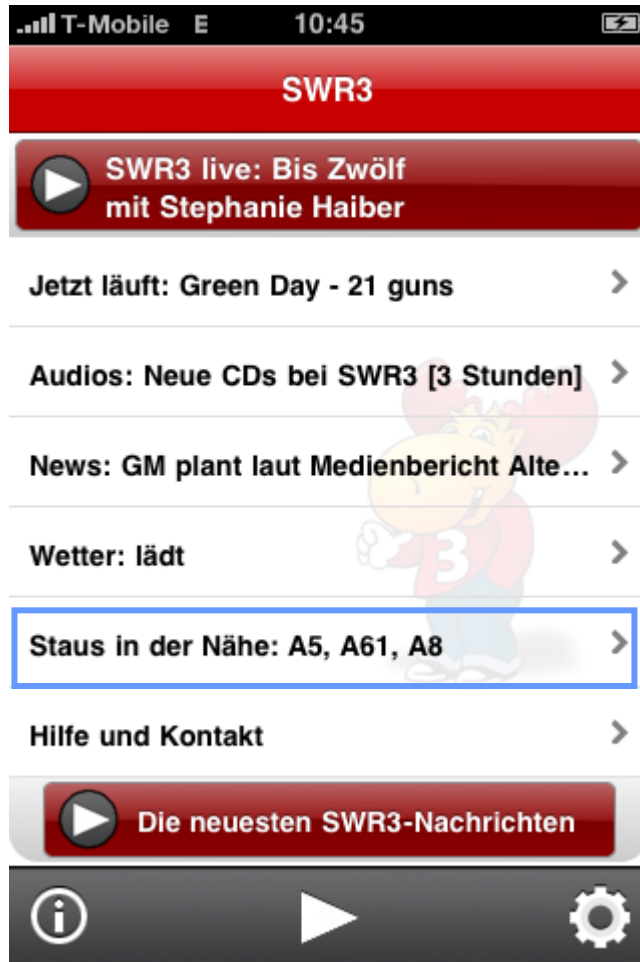 T-Mobile E 10:45
SWR3
SWR3 live: Bis Zwölf
mit Stephanie Haiber
Jetzt läuft: Green Day - 21 guns
Audios: Neue CDs bei SWR3 [3 Stunden]
News: GM plant laut Medienbericht Alte...
Wetter: lädt
3
Staus in der Nähe: A5, A61, A8
Hilfe und Kontakt
Die neuesten SWR3-Nachrichten